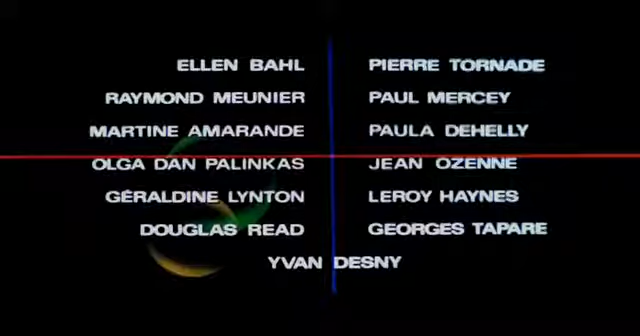 ELLEN BAHL PIERRE TORNADE
RAYMOND MEUNIER PAUL MERCEY
MARTINE AMARANDE PAULA DEHELLY
OLGA DAN PALINKAS JEAN OZENNE
GÉRALDINE LYNTON LEROY HAYNES
DOUGLAS READ GEORGES TAPARE
YVAN DESNY